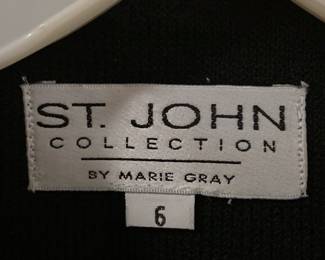 ST. JOHN
COLLECTION
BY MARIE GRAY
6